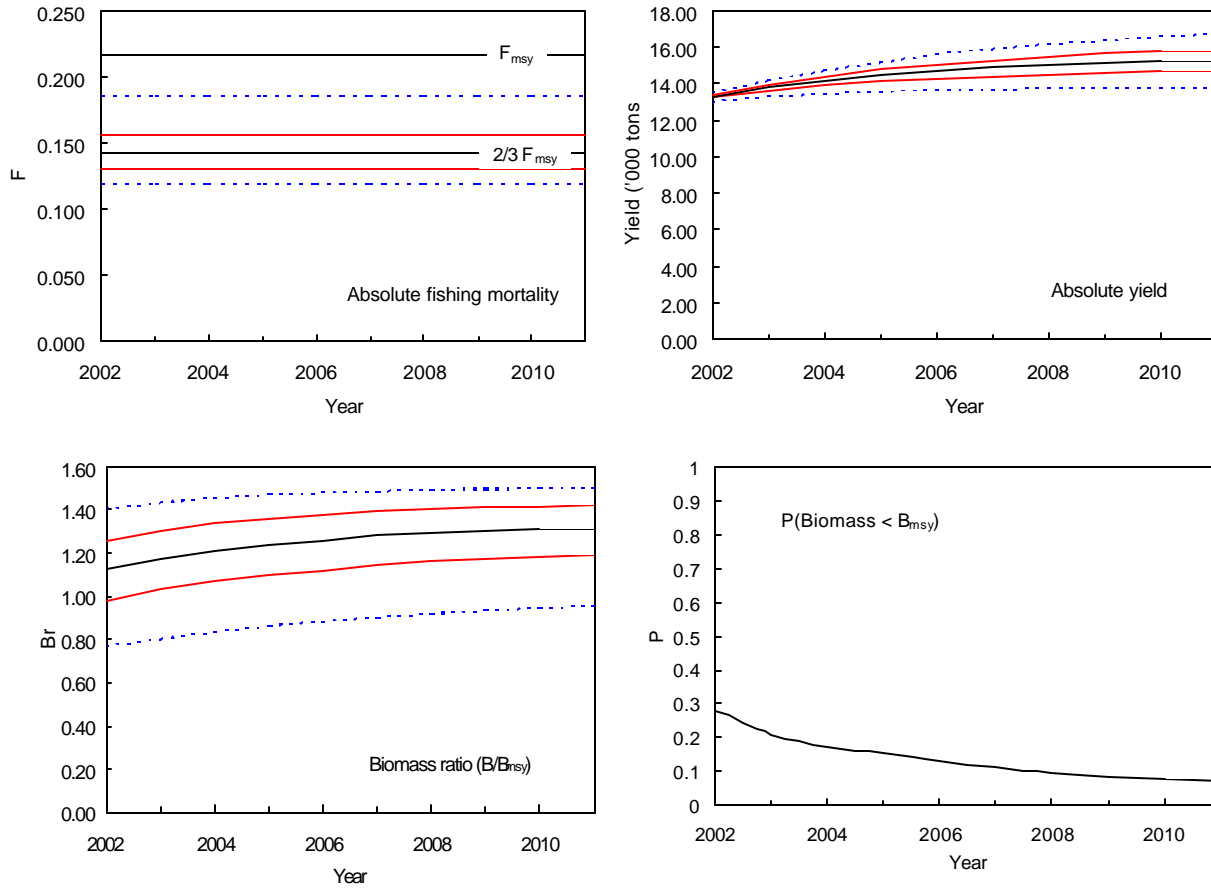 0.250
0.200
0.150
0.100
0.050
0.000
F
Fmsy
2/3 Fmsy
Absolute fishing mortality
2002 2004 2006 2008 2010
Year
18.00
16.00
14.00
12.00
10.00
8.00
6.00
4.00
2.00
0.00
Yield ('000 tons
Absolute yield
2002 2004 2006 2008 2010
Year
1.60
1.40
1.20
1.00
0.80
0.60
0.40
0.20
0.00
Br
Biomass ratio (B/Bmsy)
2002 2004 2006 2008 2010
Year
1
0.9
0.8
0.7
0.6
0.5
0.4
0.3
0.2
0.1
0
P
P(Biomass < Bmsy)
2002 2004 2006 2008 2010
Year